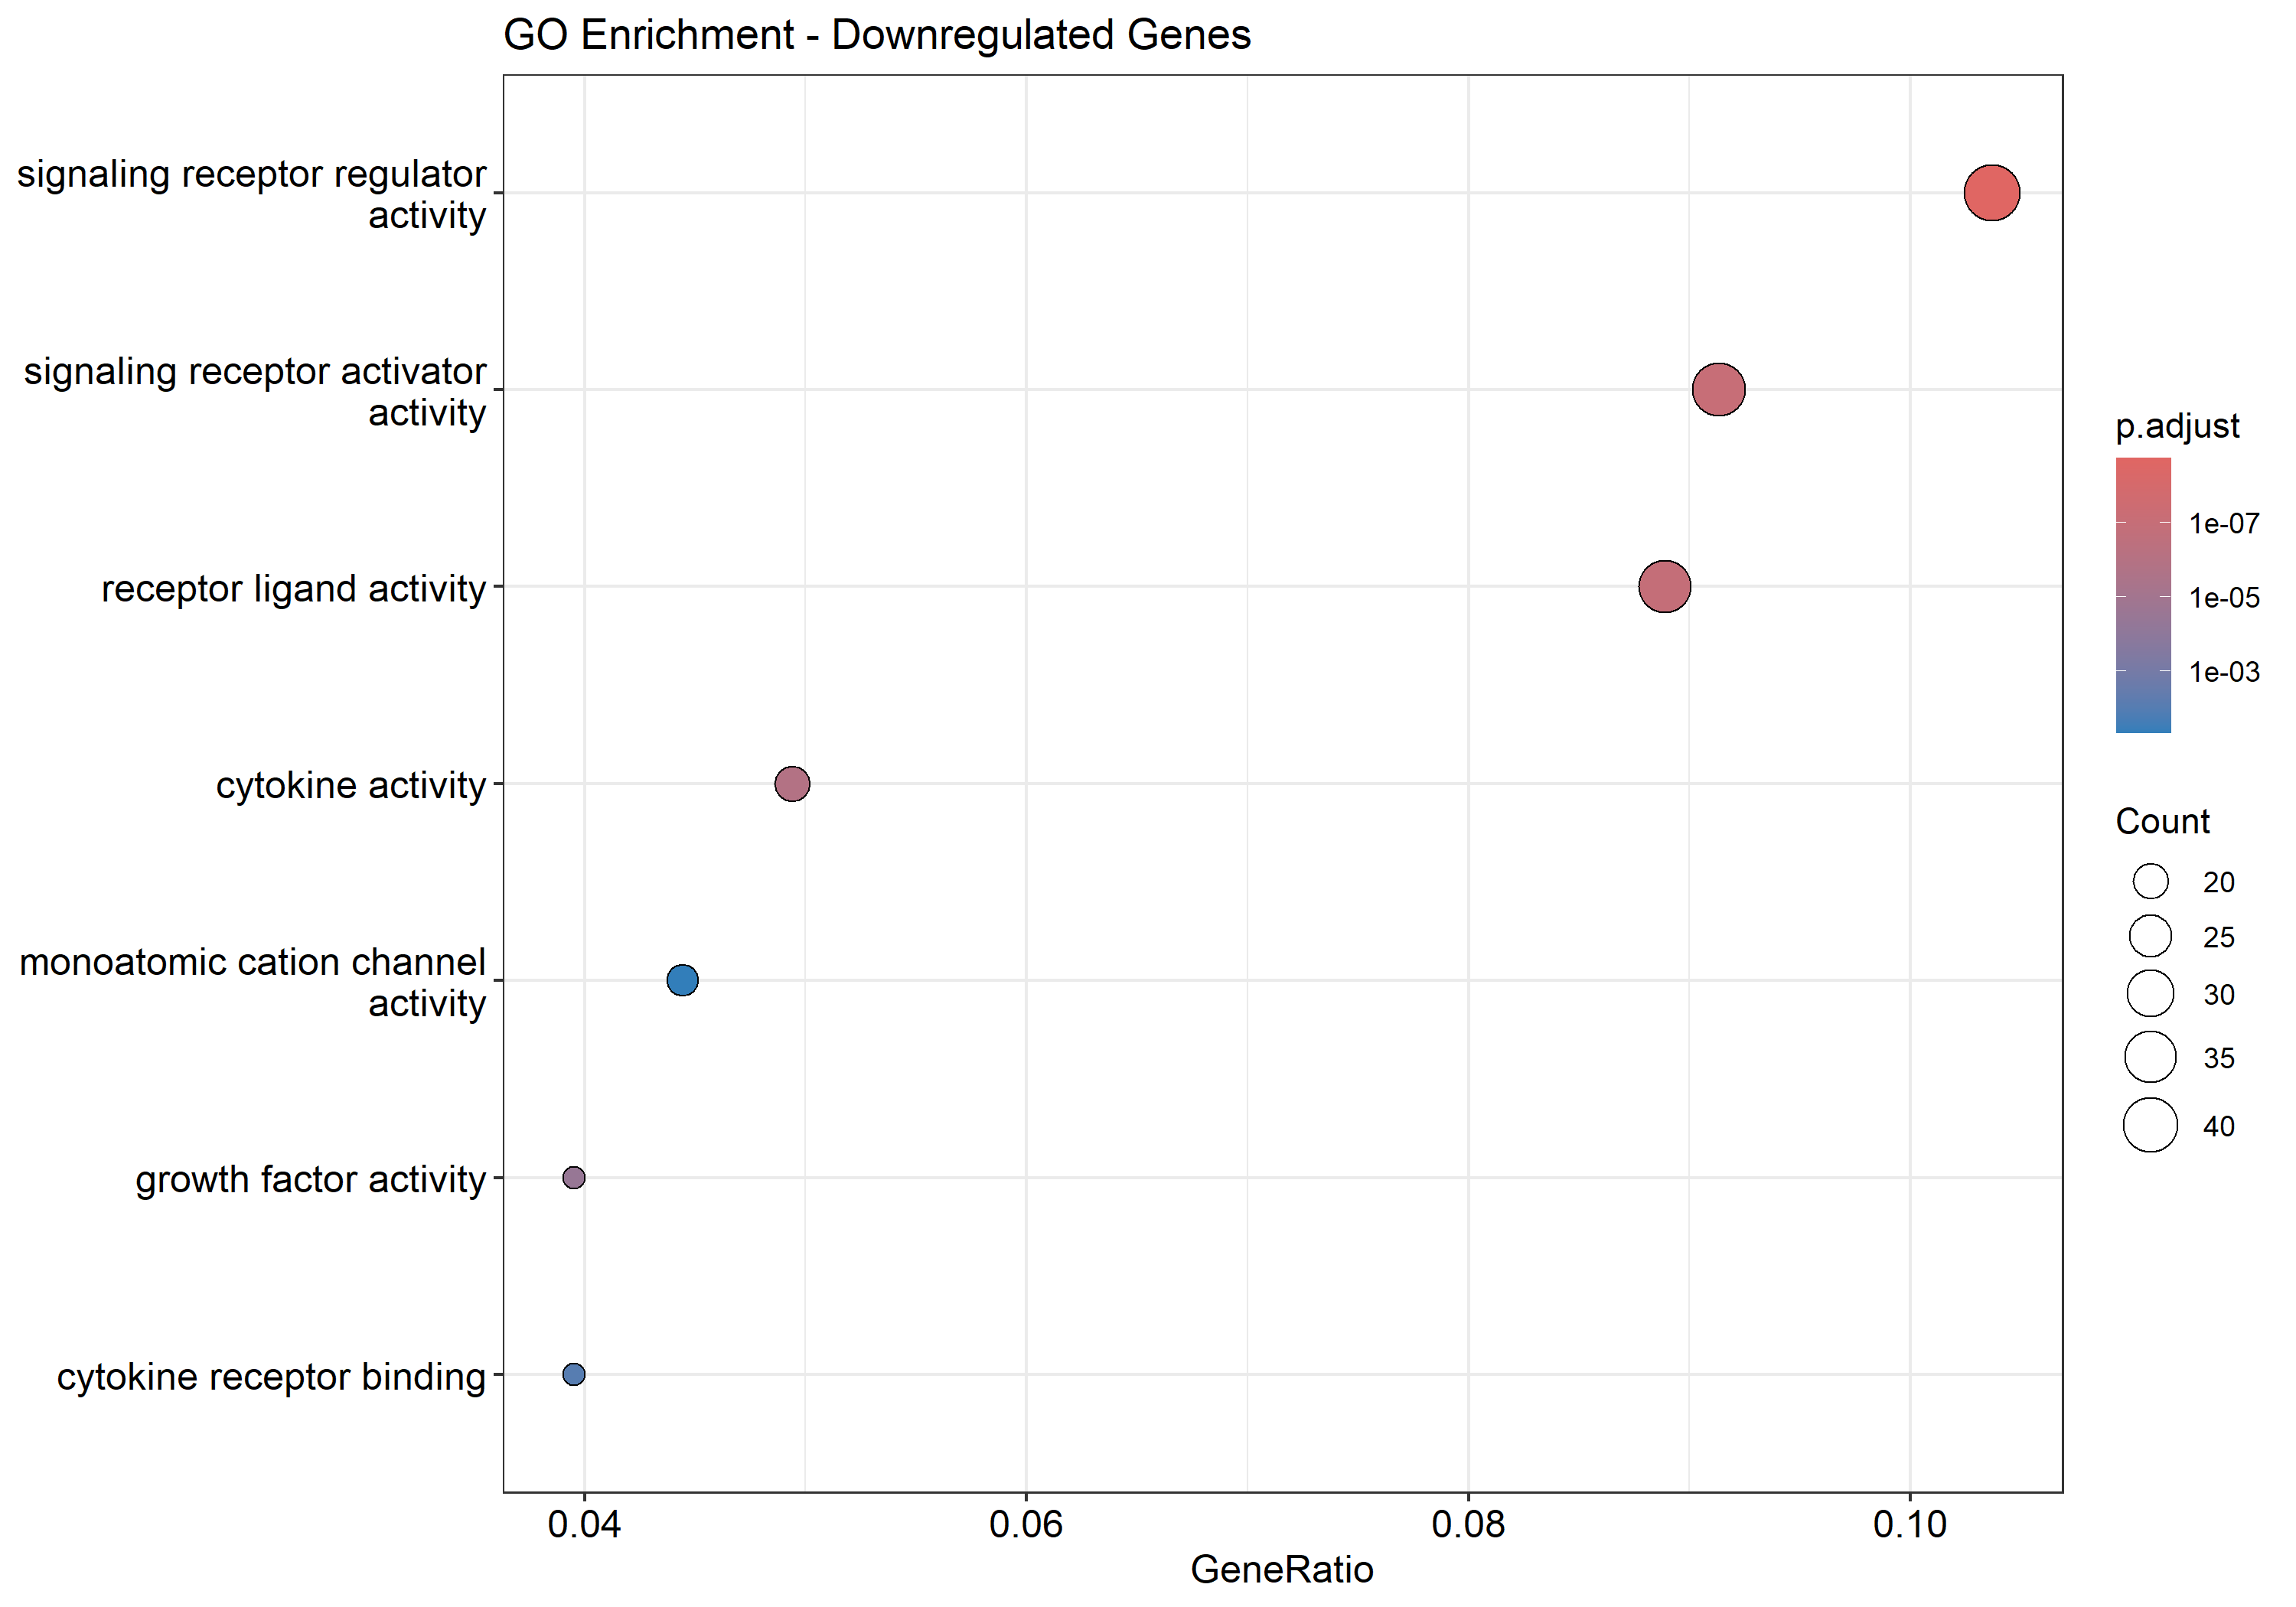 GO Enrichment - Downregulated Genes
signaling receptor regulator
activity
signaling receptor activator
activity
receptor ligand activity
cytokine activity
monoatomic cation channel
activity
growth factor activity
cytokine receptor binding
0.04
0.06
0.08
0.10
GeneRatio
p.adjust
1e-07
1e-05
1e-03
Count
20
25
30
35
40